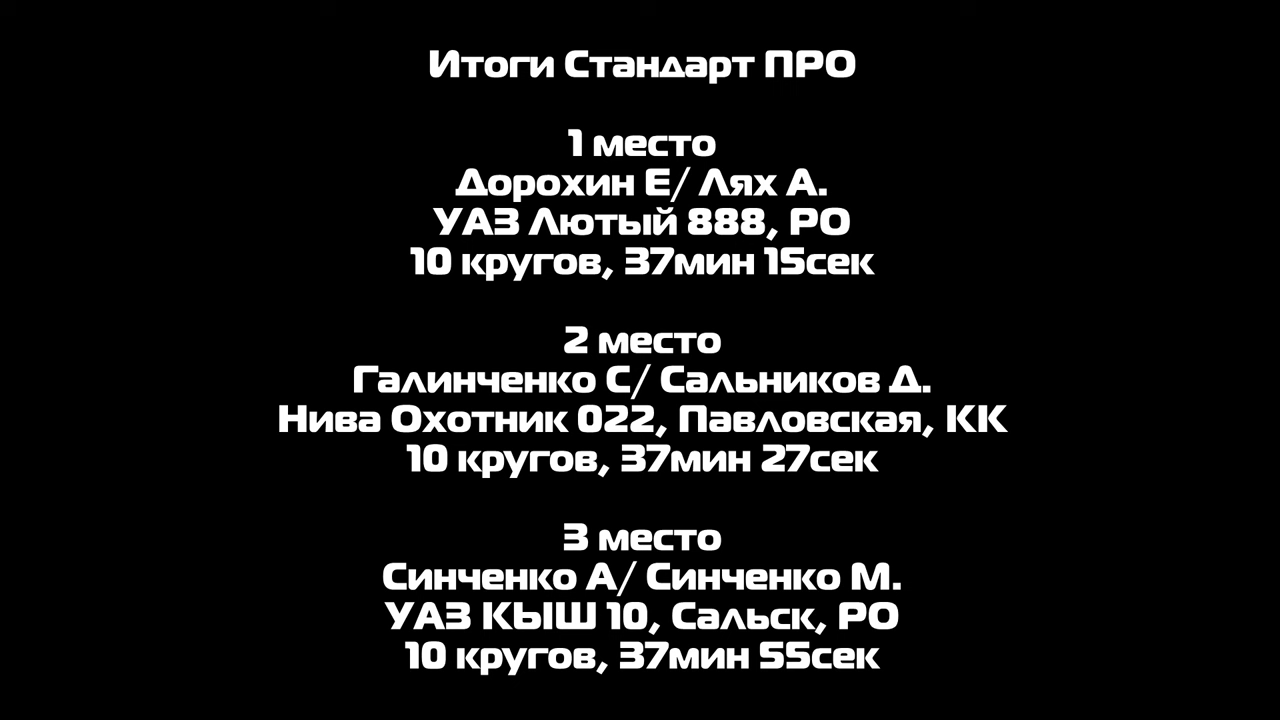 Итоги Стандарт ПРО
1 место
Дорохин Е/ Лях А.
УАЗ Лютый 888, РО
10 кругов, 37мин 15сек
2 место
Галинченко С/ Сальников Д.
Нива Охотник 022, Павловская, КК
10 кругов, 37мин 27сек
3 место
Синченко А/ Синченко М.
УАЗ КЫШ 10, Сальск, РО
10 кругов, 37мин 55сек